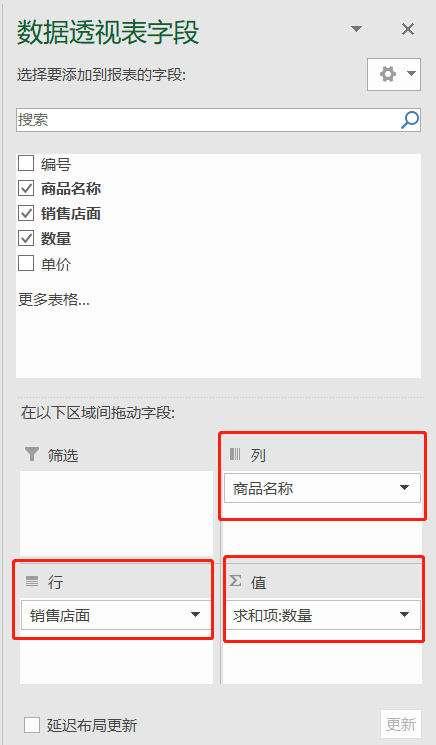 数据透视表字段
选择要添加到报表的字段:
搜索
编号
商品名称
销售店面
数量
单价
更多表格...
在以下区域间拖动字段:
筛选
列
商品名称
行
值
销售店面
求和项:数量
延迟布局更新
更新